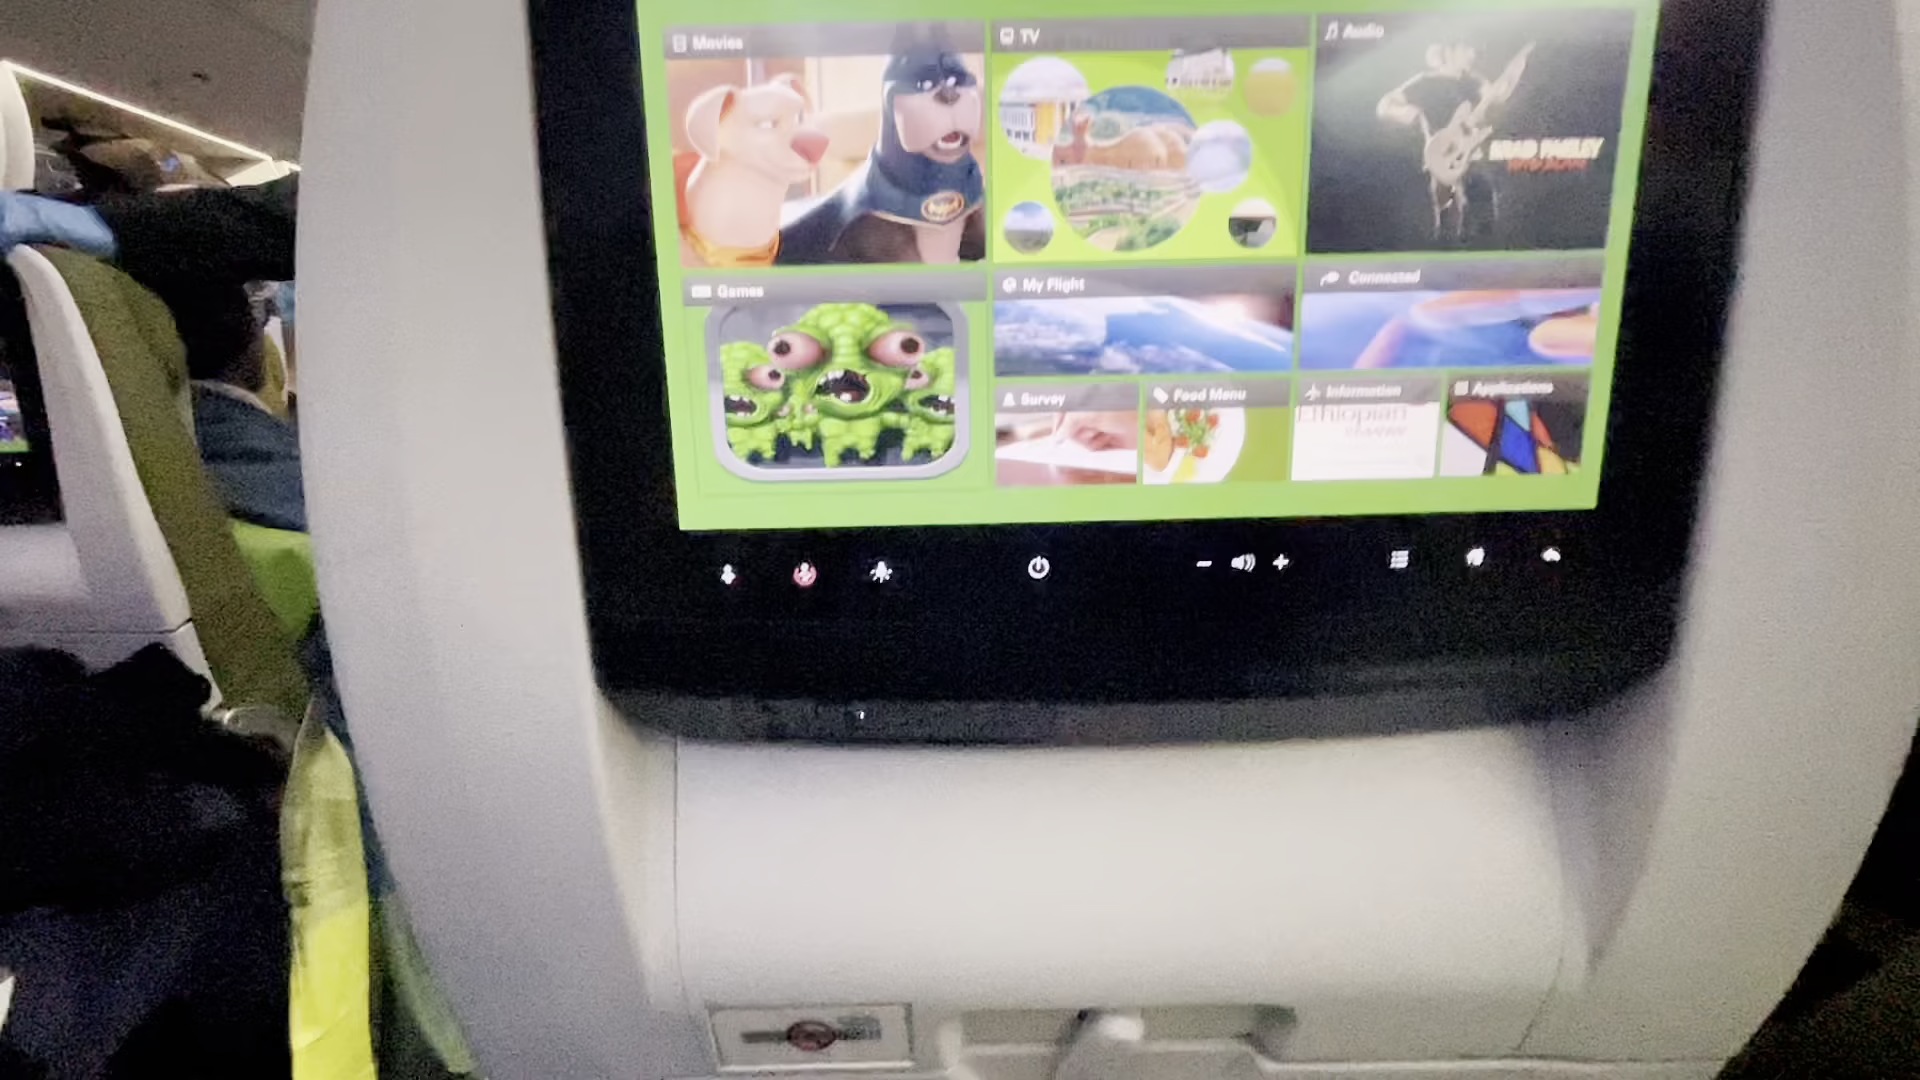 Movies
TV
Audio
BRAD PAISLEY
Games
My Flight
Connected
Survey
Food Menu
Information
Applications
Ethiopian